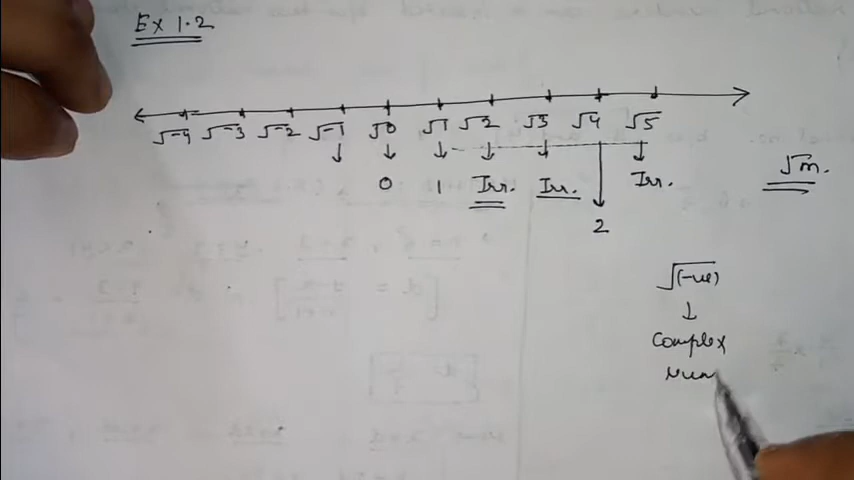 Ex 1.2
√-4 √-3 √-2 √-1 √0 √1 √2 √3 √4 √5
0 1 Irr. Irr. Irr.
2
√m.
√(-ve)
Complex
Num